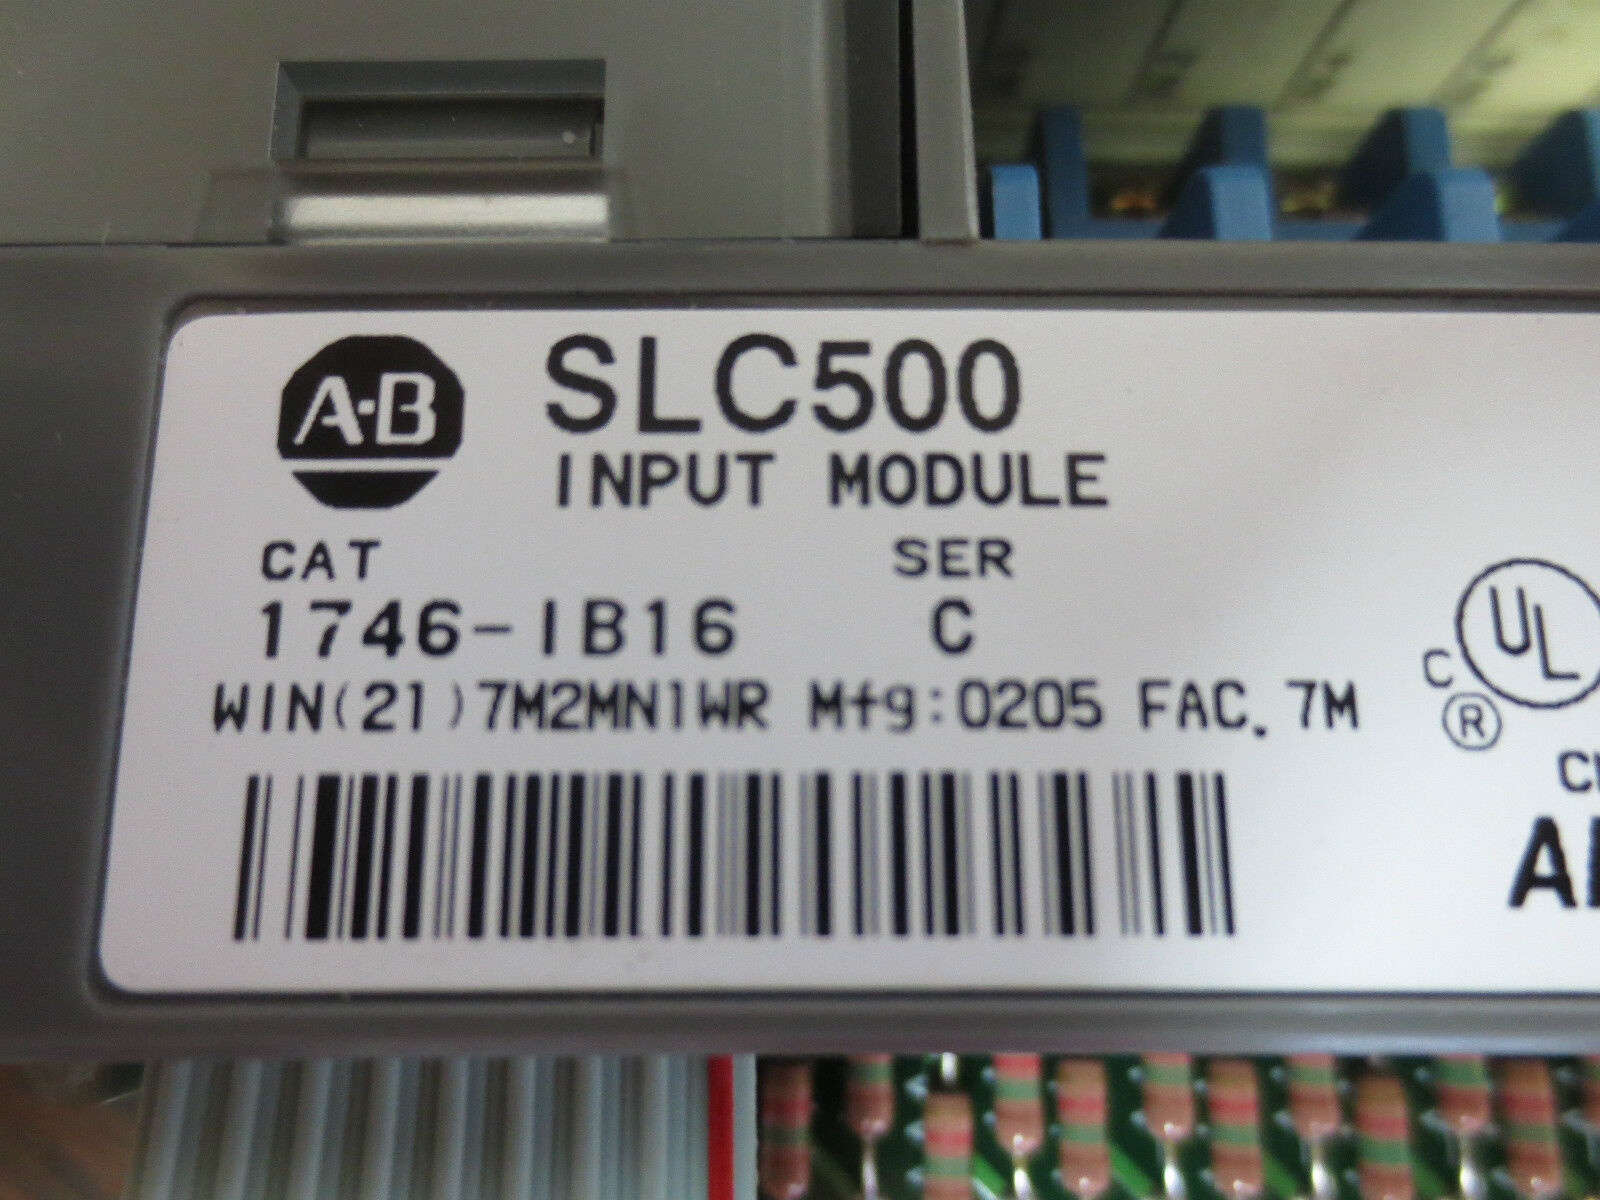 A-B SLC500
INPUT MODULE
CAT SER
1746-IB16 C
WIN(21)7M2MN1WR Mfg:0205 FAC. 7M
C UL
®